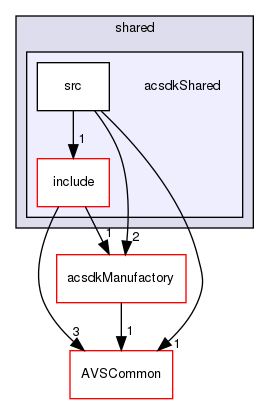 shared
src
acsdkShared
1
include
1
2
acsdkManufactory
3
1
1
AVSCommon